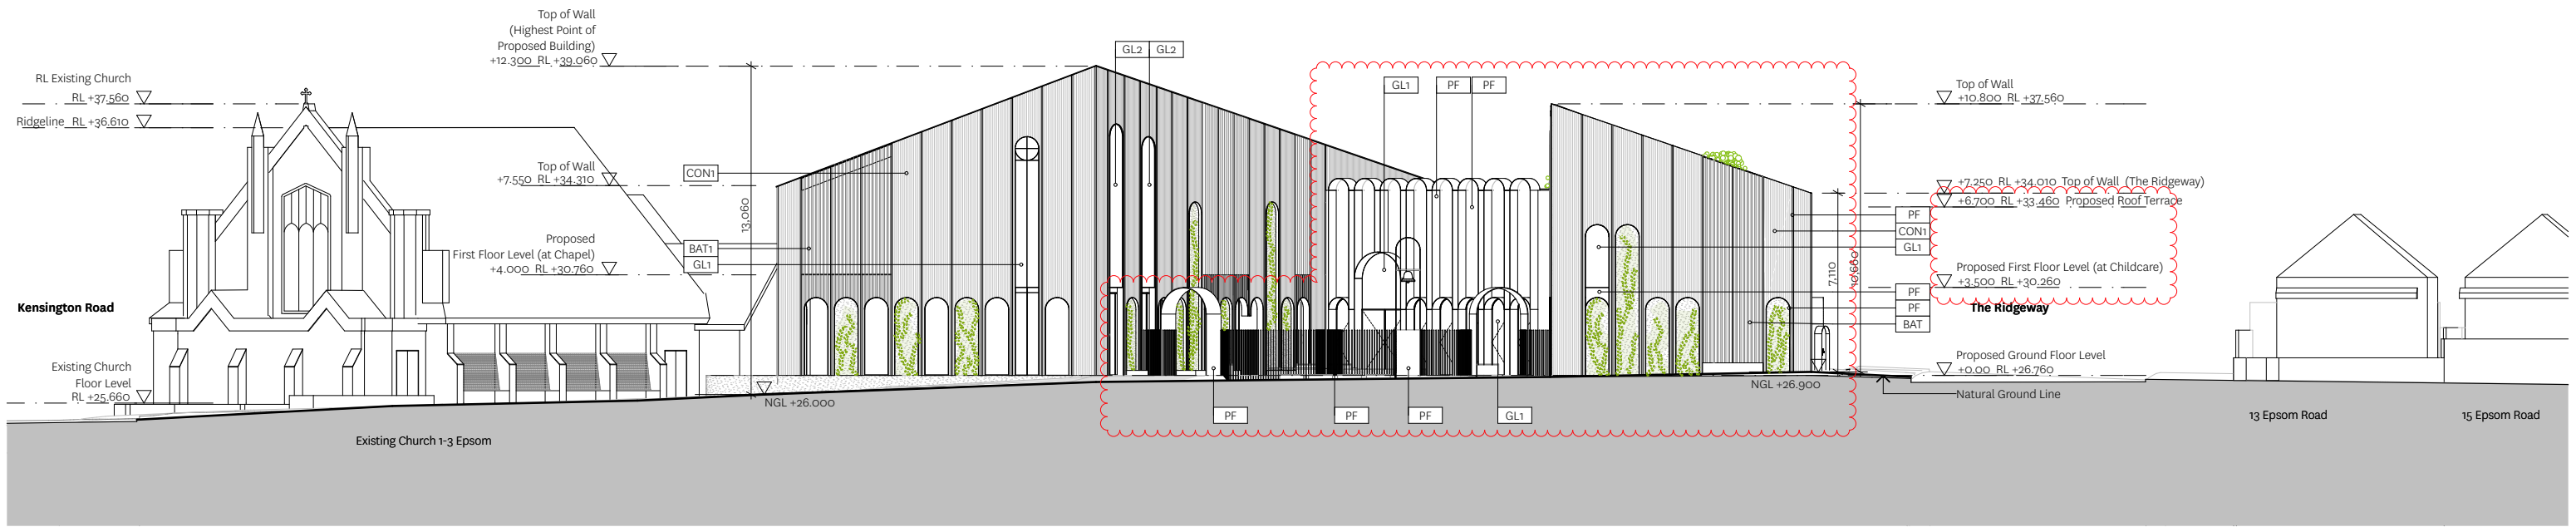 Top of Wall
(Highest Point of
Proposed Building)
+12.300 RL +39.060
RL Existing Church
RL +37.560
Ridgeline RL +36.610
Top of Wall
+7.550 RL +34.310
Proposed
First Floor Level (at Chapel)
+4.000 RL +30.760
Kensington Road
Existing Church
Floor Level
RL +25.660
Existing Church 1-3 Epsom
CON1
BAT1
GL1
13,060
NGL +26.000
GL2
GL2
GL1
PF
PF
PF
PF
PF
GL1
7,110
10,660
NGL +26.900
Top of Wall
+10.800 RL +37.560
+7.250 RL +34.010 Top of Wall (The Ridgeway)
+6.700 RL +33.460 Proposed Roof Terrace
PF
CON1
GL1
Proposed First Floor Level (at Childcare)
+3.500 RL +30.260
PF
PF
BAT
The Ridgeway
Proposed Ground Floor Level
+0.00 RL +26.760
Natural Ground Line
13 Epsom Road
15 Epsom Road